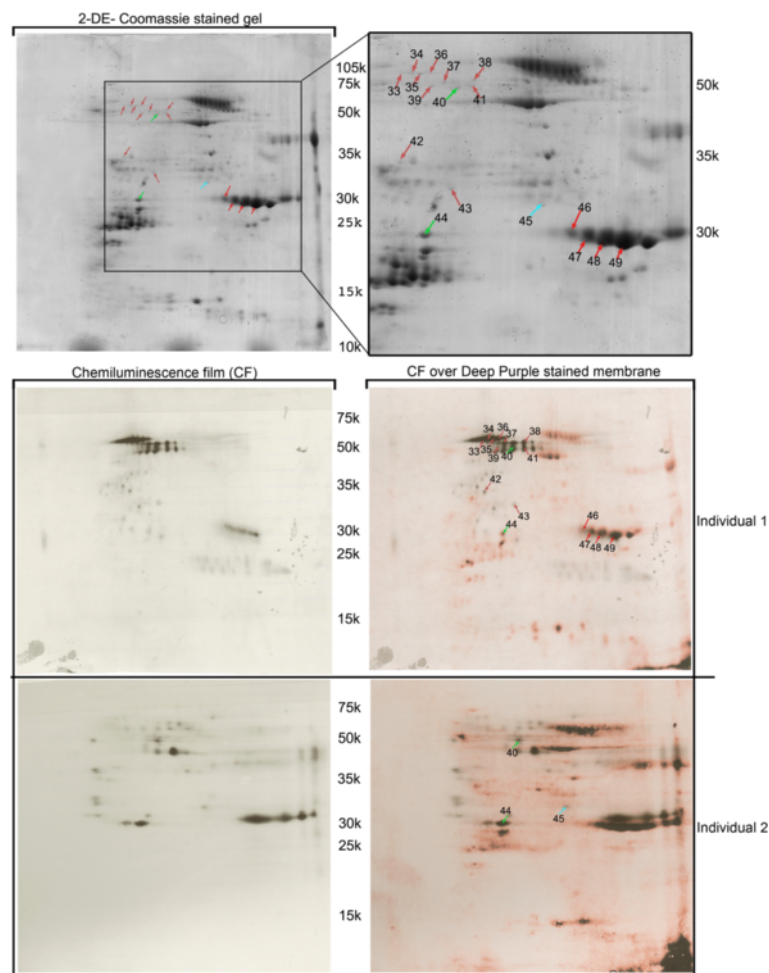 2-DE- Coomassie stained gel
105k
75k
50k
35k
30k
25k
15k
10k
34
36
37
38
33
35
39
40
41
42
43
44
45
46
47
48
49
50k
35k
30k
Chemiluminescence film (CF)
CF over Deep Purple stained membrane
75k
50k
35k
30k
25k
15k
34
36
37
38
33
35
39
40
41
42
43
44
46
47
48
49
Individual 1
75k
50k
35k
30k
25k
15k
40
44
45
Individual 2